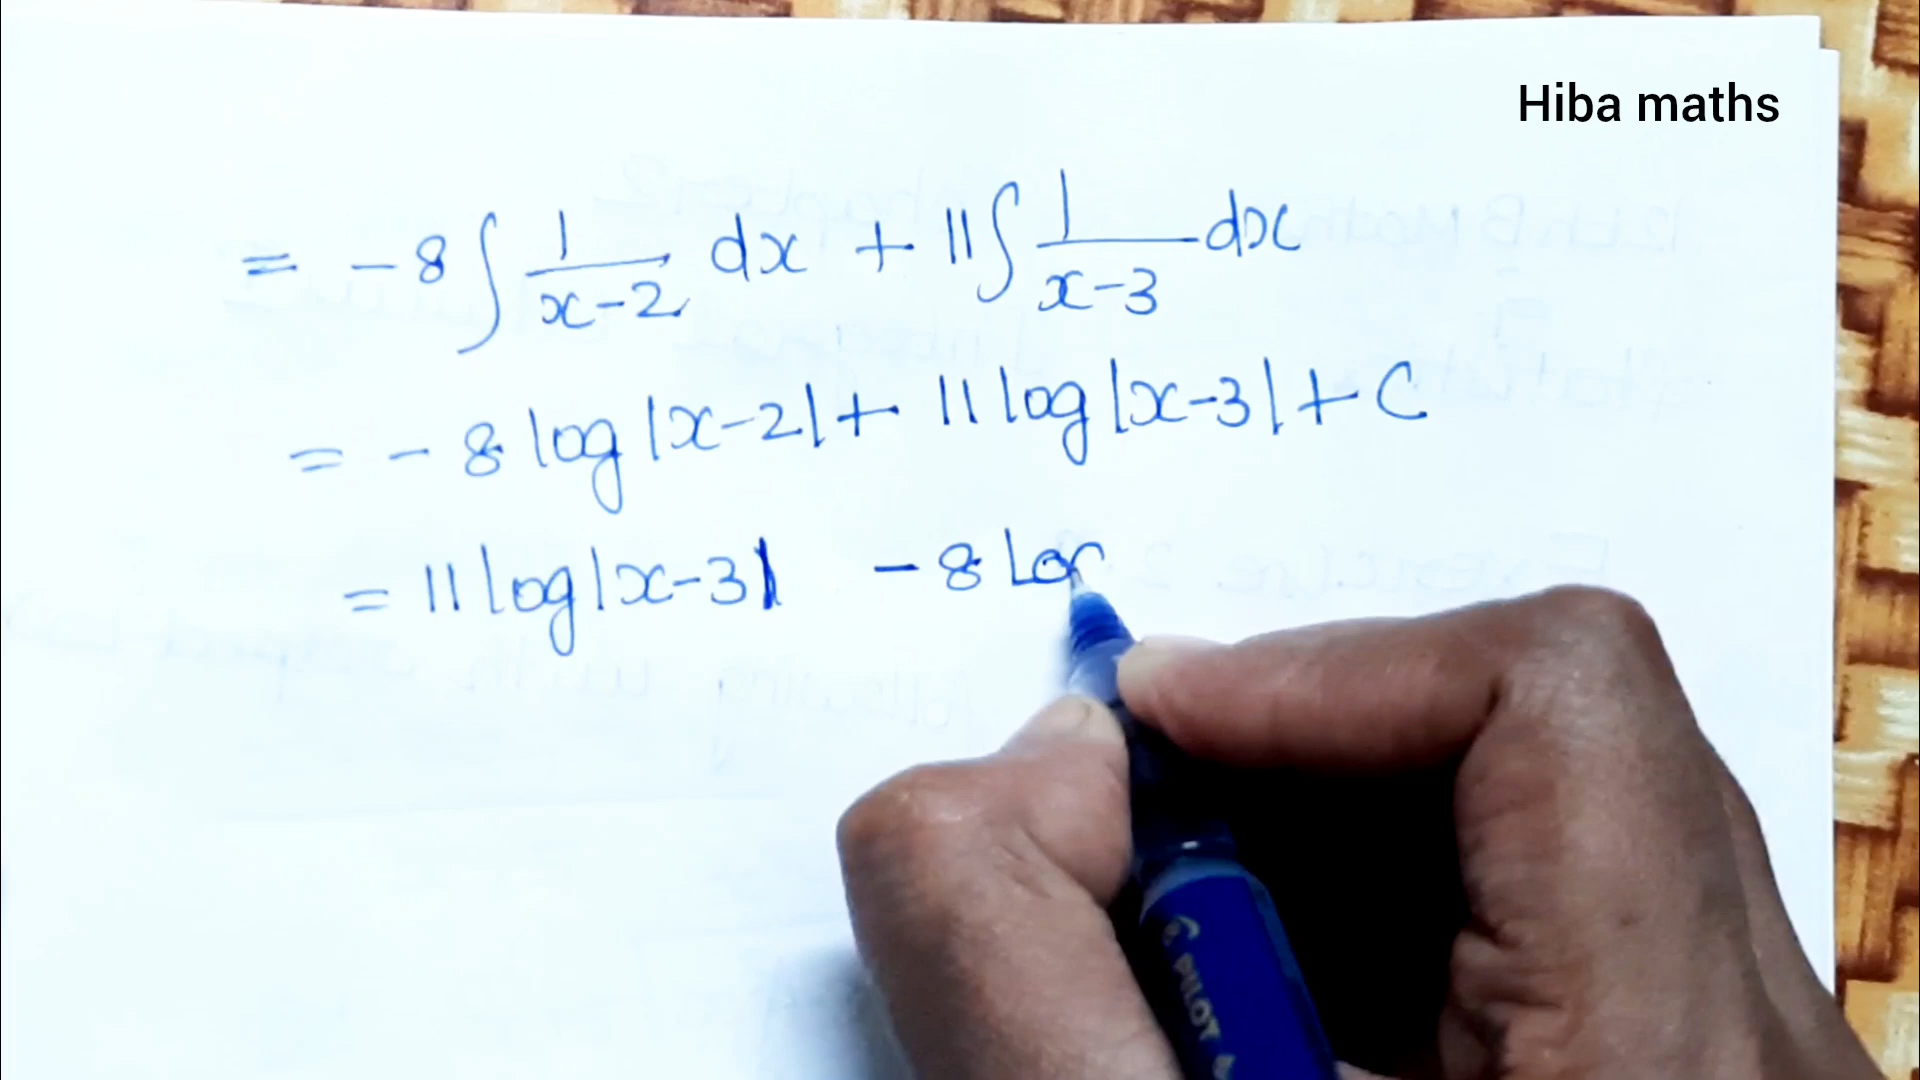 Hiba maths
= -8 ∫ 1/(x-2) dx + 11 ∫ 1/(x-3) dx
= - 8 log |x-2| + 11 log |x-3| + C
= 11 log |x-3| - 8 log
PILOT